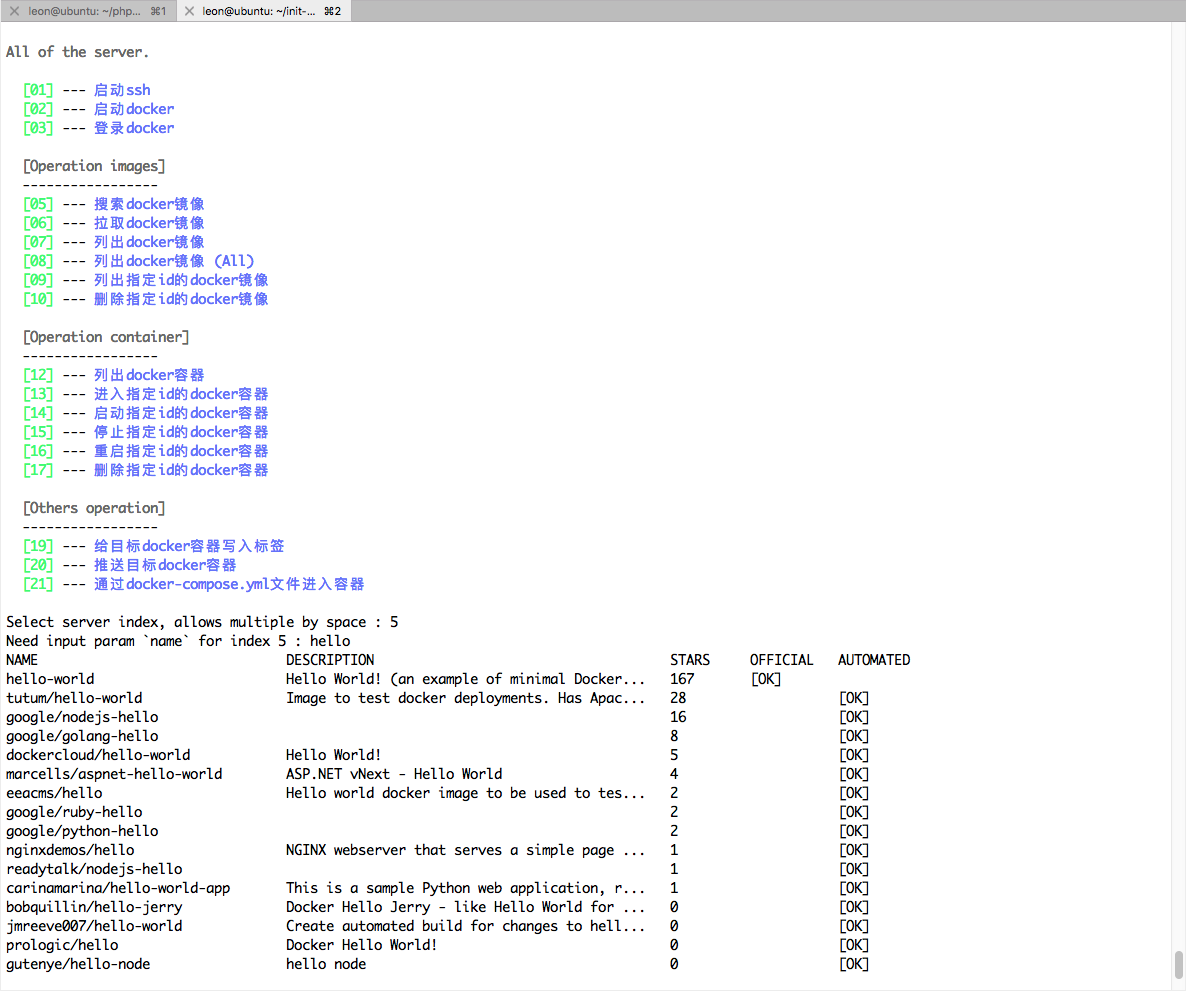 leon@ubuntu: ~/php... ⌘1 leon@ubuntu: ~/init-... ⌘2
All of the server.
[01] --- 启动ssh
[02] --- 启动docker
[03] --- 登录docker
[Operation images]
-----------------
[05] --- 搜索docker镜像
[06] --- 拉取docker镜像
[07] --- 列出docker镜像
[08] --- 列出docker镜像 (All)
[09] --- 列出指定id的docker镜像
[10] --- 删除指定id的docker镜像
[Operation container]
-----------------
[12] --- 列出docker容器
[13] --- 进入指定id的docker容器
[14] --- 启动指定id的docker容器
[15] --- 停止指定id的docker容器
[16] --- 重启指定id的docker容器
[17] --- 删除指定id的docker容器
[Others operation]
-----------------
[19] --- 给目标docker容器写入标签
[20] --- 推送目标docker容器
[21] --- 通过docker-compose.yml文件进入容器
Select server index, allows multiple by space : 5
Need input param `name` for index 5 : hello
NAME DESCRIPTION STARS OFFICIAL AUTOMATED
hello-world Hello World! (an example of minimal Docker... 167 [OK]
tutum/hello-world Image to test docker deployments. Has Apac... 28 [OK]
google/nodejs-hello 16 [OK]
google/golang-hello 8 [OK]
dockercloud/hello-world Hello World! 5 [OK]
marcells/aspnet-hello-world ASP.NET vNext - Hello World 4 [OK]
eeacms/hello Hello world docker image to be used to tes... 2 [OK]
google/ruby-hello 2 [OK]
google/python-hello 2 [OK]
nginxdemos/hello NGINX webserver that serves a simple page ... 1 [OK]
readytalk/nodejs-hello 1 [OK]
carinamarina/hello-world-app This is a sample Python web application, r... 1 [OK]
bobquillin/hello-jerry Docker Hello Jerry - like Hello World for ... 0 [OK]
jmreeve007/hello-world Create automated build for changes to hell... 0 [OK]
prologic/hello Docker Hello World! 0 [OK]
gutenye/hello-node hello node 0 [OK]